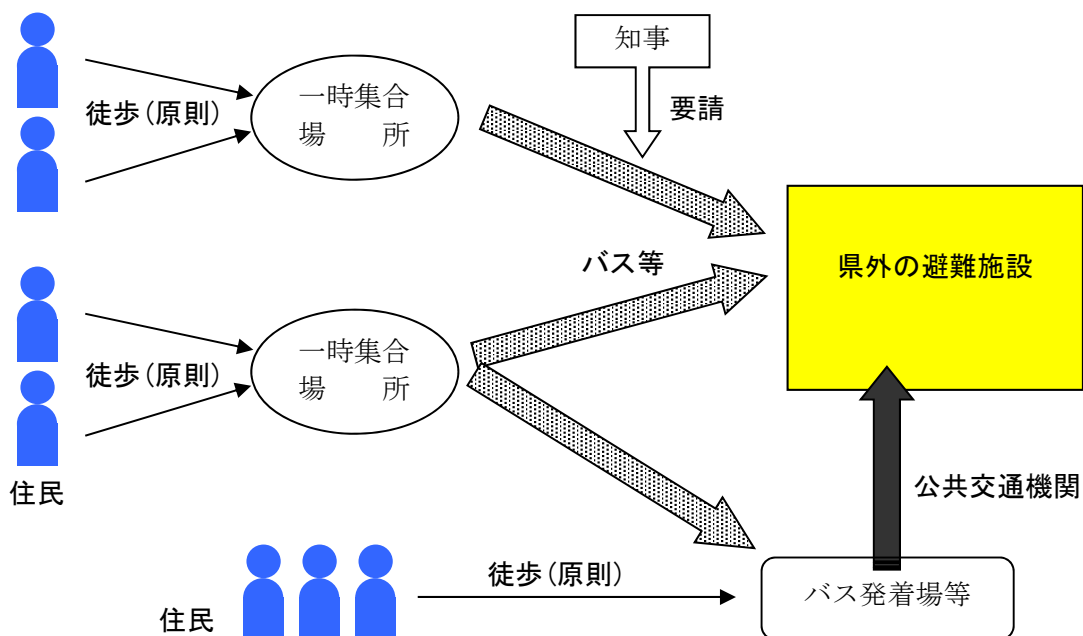 知事
要請
徒歩(原則)
一時集合
場　　所
バス等
県外の避難施設
徒歩(原則)
一時集合
場　　所
住民
公共交通機関
住民
徒歩(原則)
バス発着場等